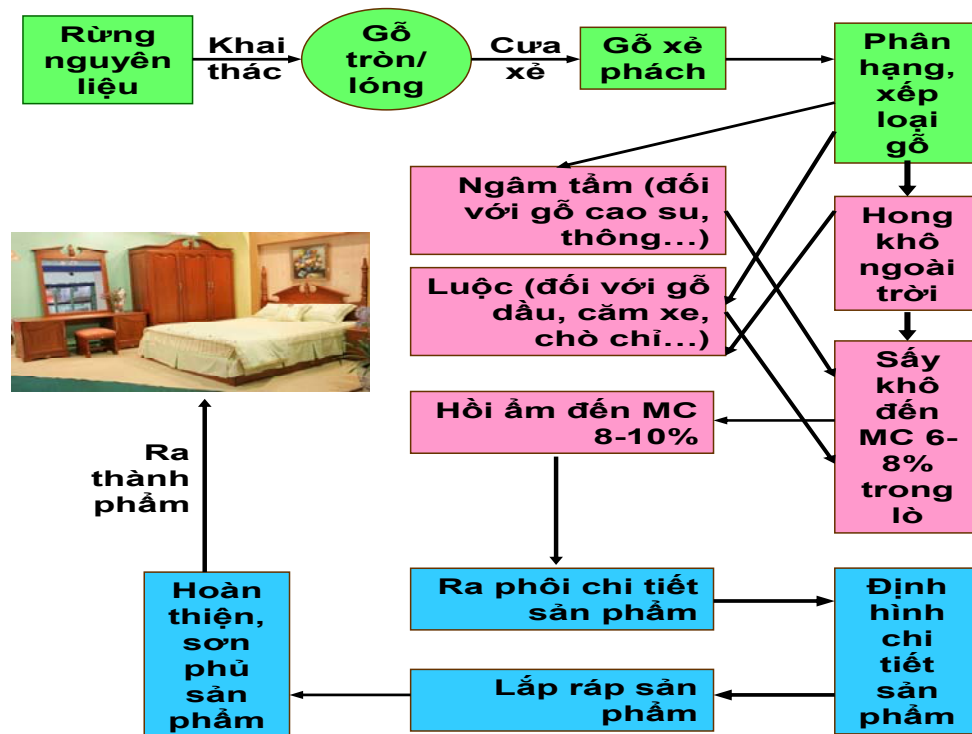 Rừng
nguyên
liệu
Khai
thác
Gỗ
tròn/
lóng
Cưa
xẻ
Gỗ xẻ
phách
Phân
hạng,
xếp
loại
gỗ
Ngâm tẩm (đối
với gỗ cao su,
thông...)
Hong
khô
ngoài
trời
Luộc (đối với gỗ
dầu, căm xe,
chò chỉ...)
Sấy
khô
đến
MC 6-
8%
trong
lò
Hồi ẩm đến MC
8-10%
Ra
thành
phẩm
Ra phôi chi tiết
sản phẩm
Định
hình
chi
tiết
sản
phẩm
Lắp ráp sản
phẩm
Hoàn
thiện,
sơn
phủ
sản
phẩm